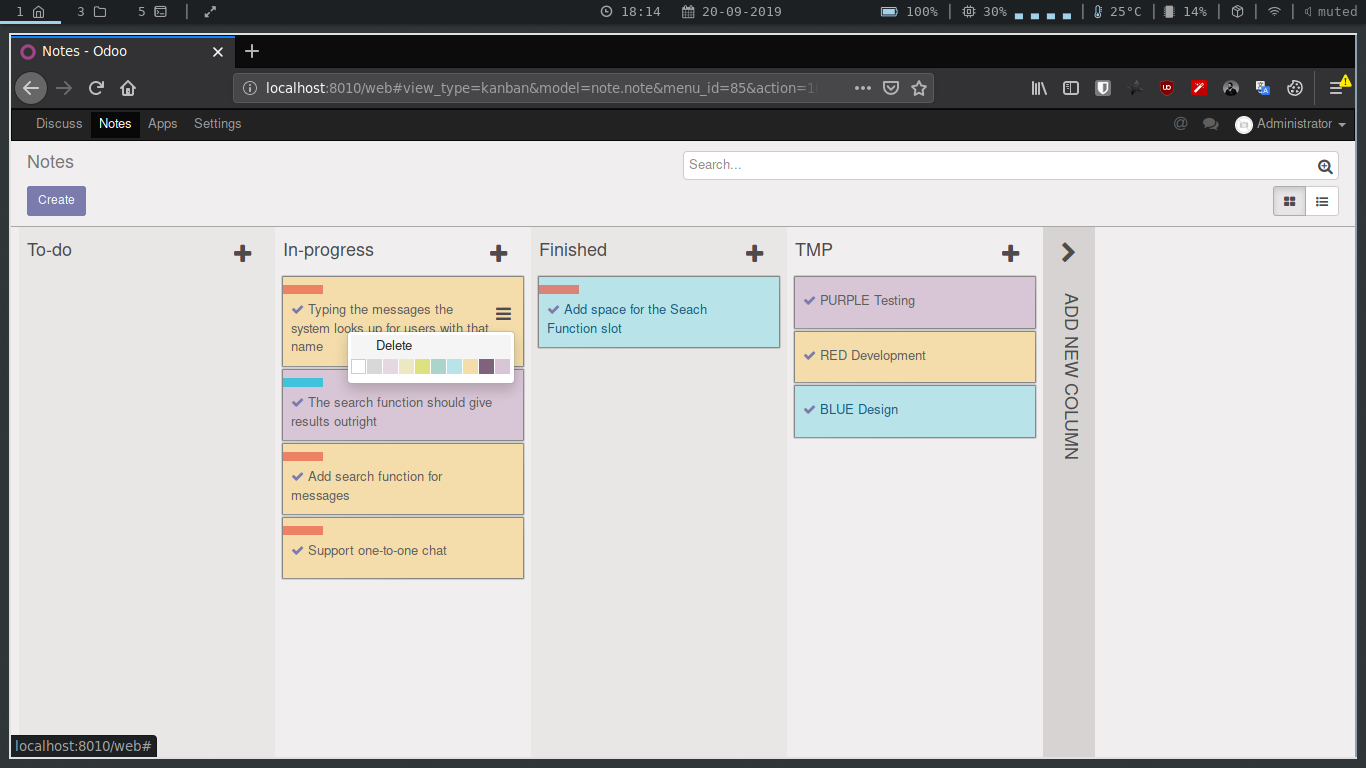 1 3 5 18:14 20-09-2019 100% 30% 25°C 14% muted
Notes - Odoo
localhost:8010/web#view_type=kanban&model=note.note&menu_id=85&action=1
Discuss Notes Apps Settings Administrator
Notes
Search...
Create
To-do
In-progress
Finished
TMP
Typing the messages the
system looks up for users with that
name
Delete
The search function should give
results outright
Add search function for
messages
Support one-to-one chat
Add space for the Seach
Function slot
PURPLE Testing
RED Development
BLUE Design
ADD NEW COLUMN
localhost:8010/web#